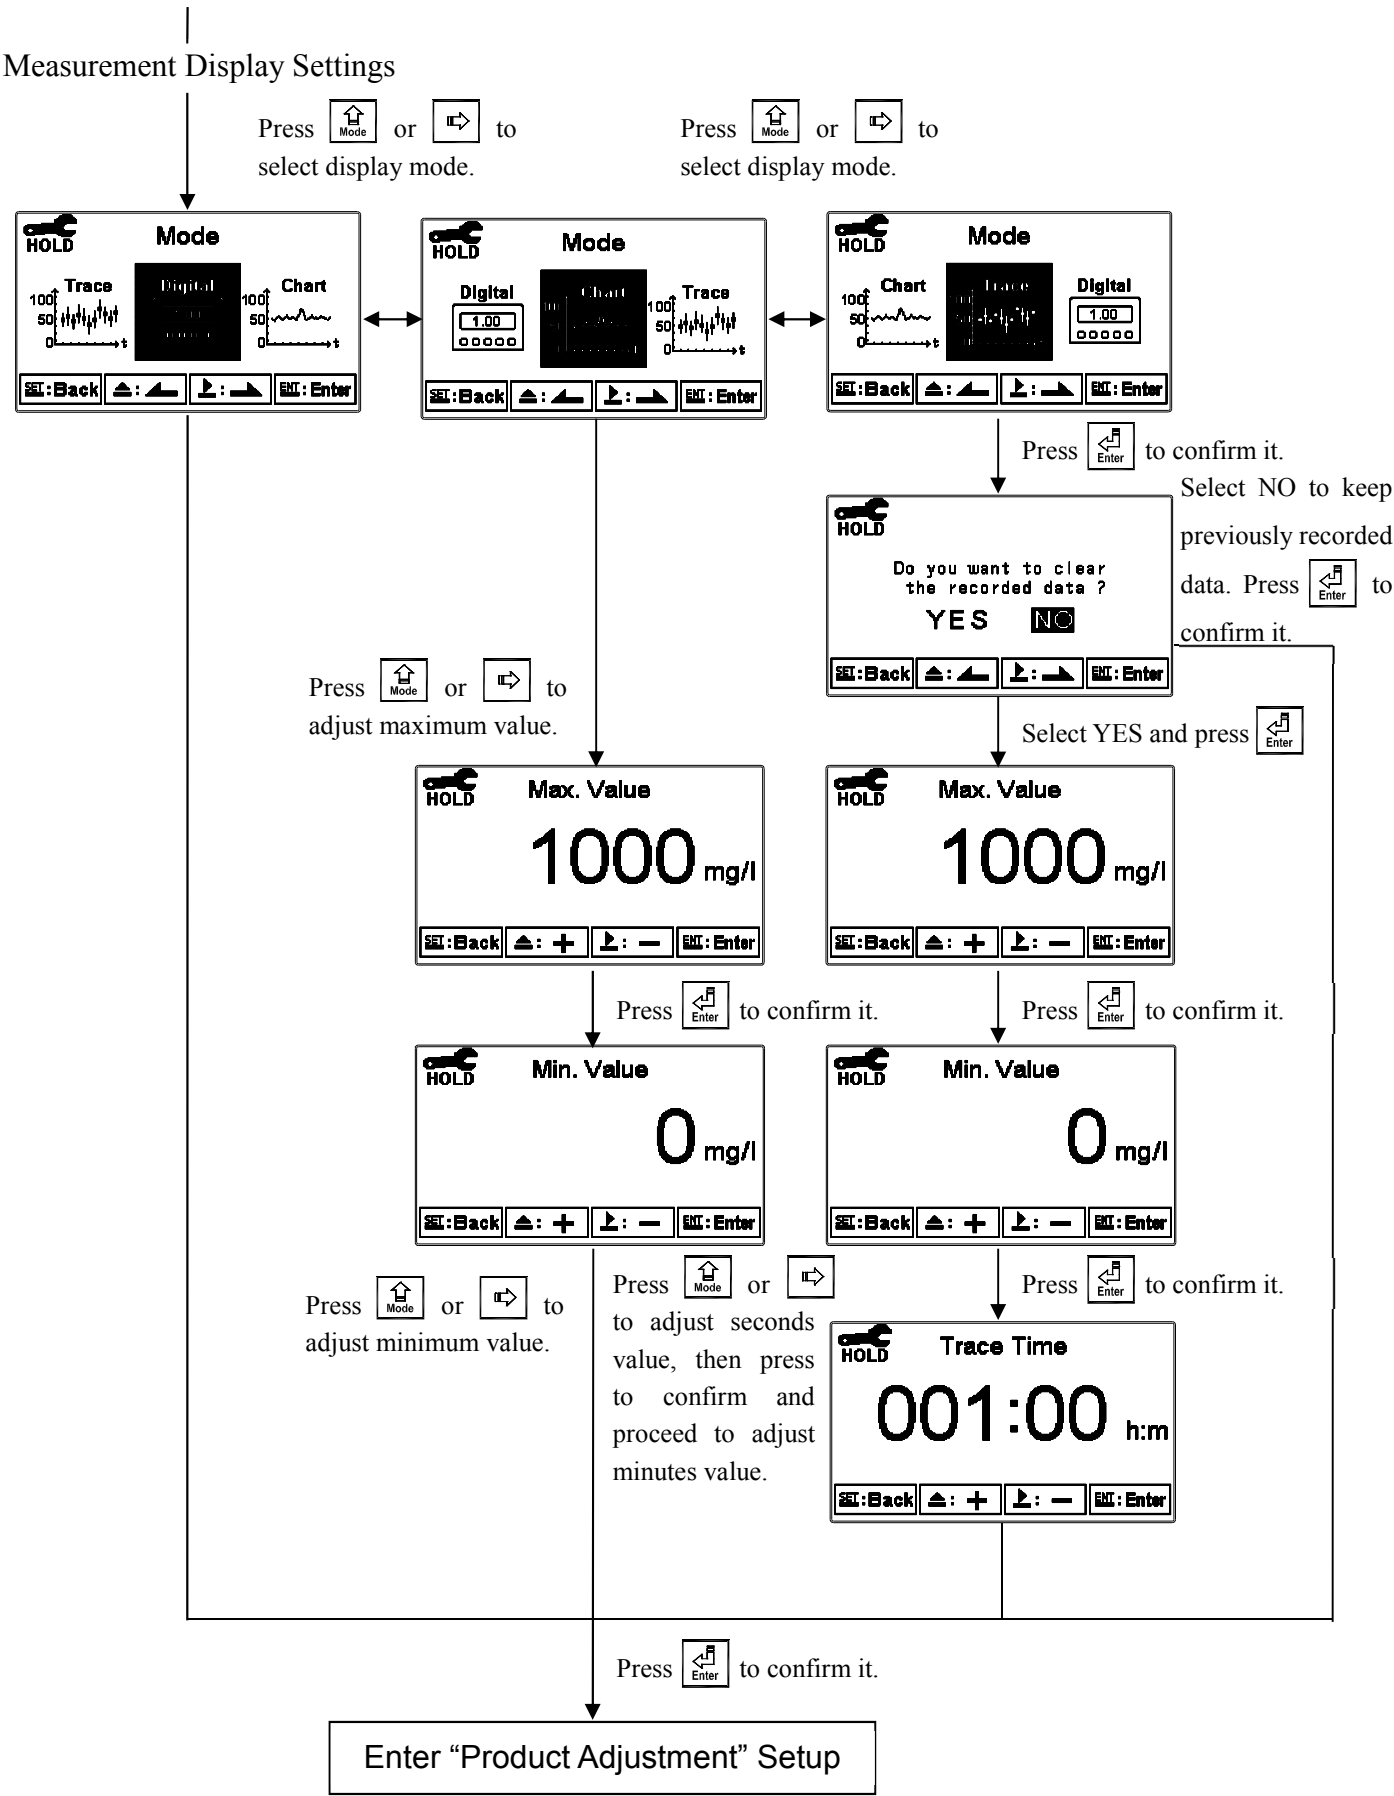 Measurement Display Settings
Press Mode or to
select display mode.
Press Mode or to
select display mode.
HOLD
Mode
Trace
100
50
0
t
Digital
Chart
100
50
0
t
SET:Back
:
:
ENT:Enter
HOLD
Mode
Digital
1.00
Chart
Trace
100
50
0
t
SET:Back
:
:
ENT:Enter
HOLD
Mode
Chart
100
50
0
t
Trace
Digital
1.00
SET:Back
:
:
ENT:Enter
Press Enter to confirm it.
Select NO to keep
previously recorded
data. Press Enter to
confirm it.
HOLD
Do you want to clear
the recorded data ?
YES NO
SET:Back
:
:
ENT:Enter
Press Mode or to
adjust maximum value.
Select YES and press Enter
HOLD
Max. Value
1000 mg/l
SET:Back
: +
: −
ENT:Enter
HOLD
Max. Value
1000 mg/l
SET:Back
: +
: −
ENT:Enter
Press Enter to confirm it.
Press Enter to confirm it.
HOLD
Min. Value
0 mg/l
SET:Back
: +
: −
ENT:Enter
HOLD
Min. Value
0 mg/l
SET:Back
: +
: −
ENT:Enter
Press Mode or to
adjust minimum value.
Press Mode or
to adjust seconds
value, then press
to confirm and
proceed to adjust
minutes value.
Press Enter to confirm it.
HOLD
Trace Time
001:00 h:m
SET:Back
: +
: −
ENT:Enter
Press Enter to confirm it.
Enter “Product Adjustment” Setup